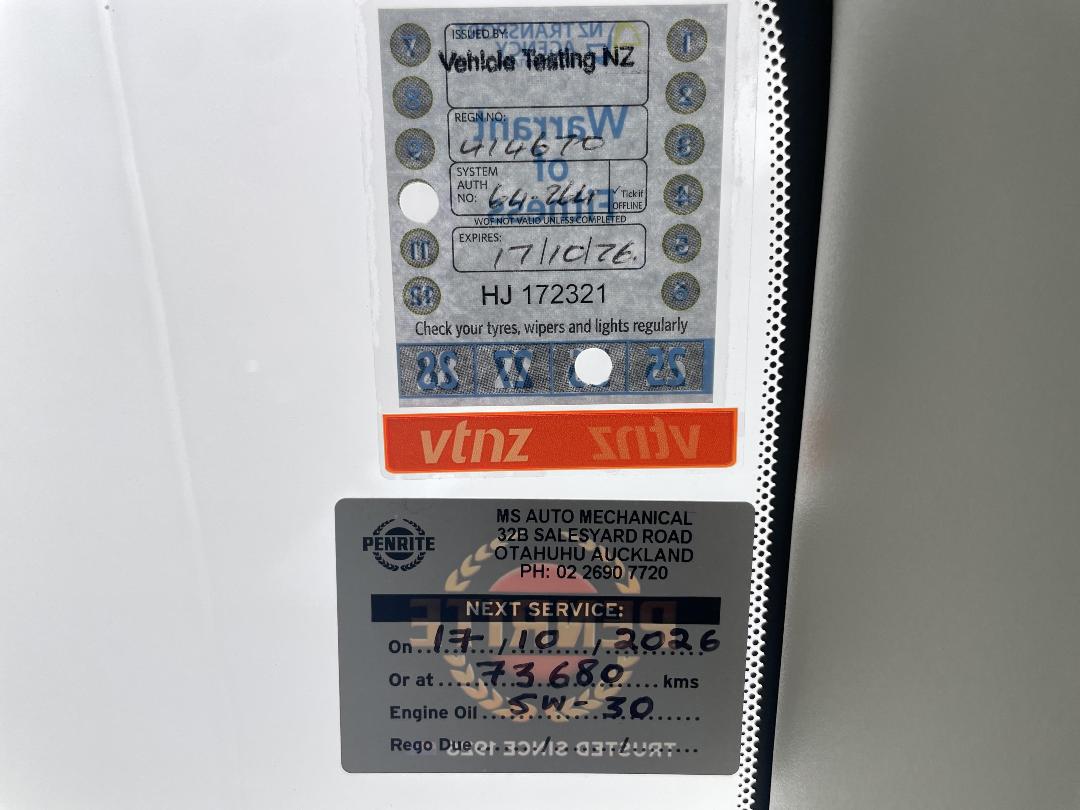 ISSUED BY:
NZ TRANSPORT
AGENCY
Vehicle Testing NZ
7
1
8
2
REGN NO:
Warrant
9
3
of
SYSTEM
AUTH
NO:
✓ Tick if
OFFLINE
4
Fitness
WOF NOT VALID UNLESS COMPLETED
EXPIRES: 17/10/26.
11
5
12
6
HJ 172321
Check your tyres, wipers and lights regularly
28 27 25
vtnz vtnz
PENRITE
MS AUTO MECHANICAL
32B SALESYARD ROAD
OTAHUHU AUCKLAND
PH: 02 2690 7720
NEXT SERVICE:
PENRITE
On 17/10/2026
Or at 73680 kms
Engine Oil 5W-30
Rego Due / /
TRUSTED SINCE 1926